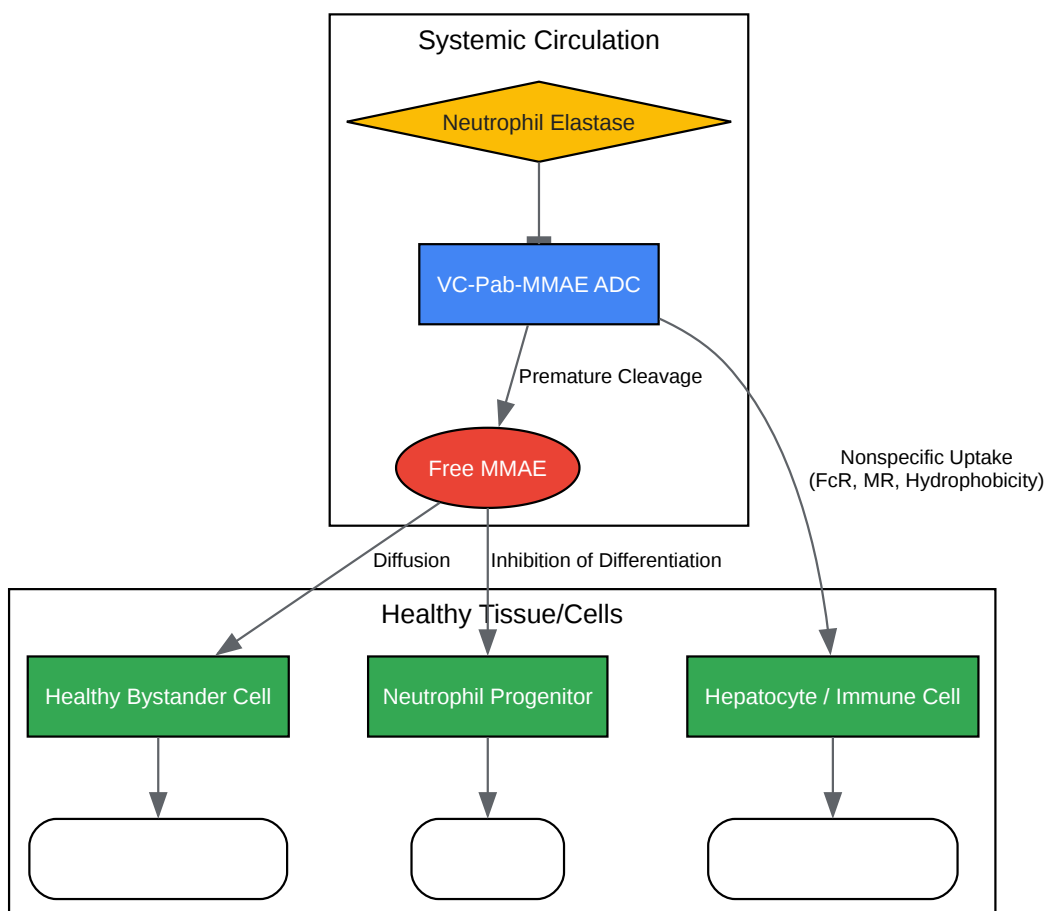 Systemic Circulation
Neutrophil Elastase
VC-Pab-MMAE ADC
Premature Cleavage
Free MMAE
Nonspecific Uptake
(FcR, MR, Hydrophobicity)
Diffusion
Inhibition of Differentiation
Healthy Tissue/Cells
Healthy Bystander Cell
Neutrophil Progenitor
Hepatocyte / Immune Cell